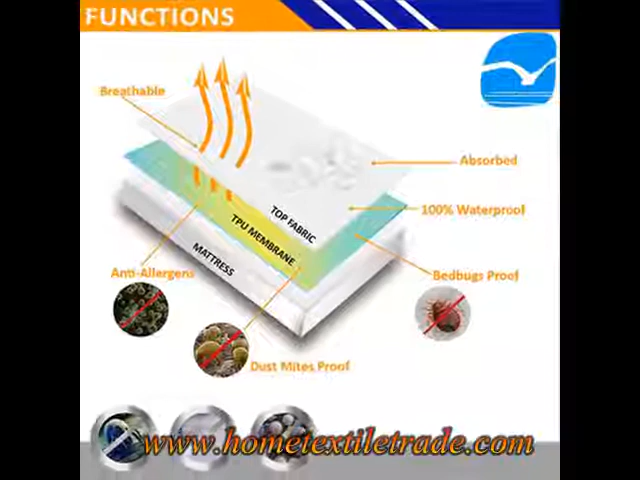 FUNCTIONS
Breathable
Absorbed
100% Waterproof
TOP FABRIC
TPU MEMBRANE
MATTRESS
Anti-Allergens
Bedbugs Proof
Dust Mites Proof
www.hometextiletrade.com